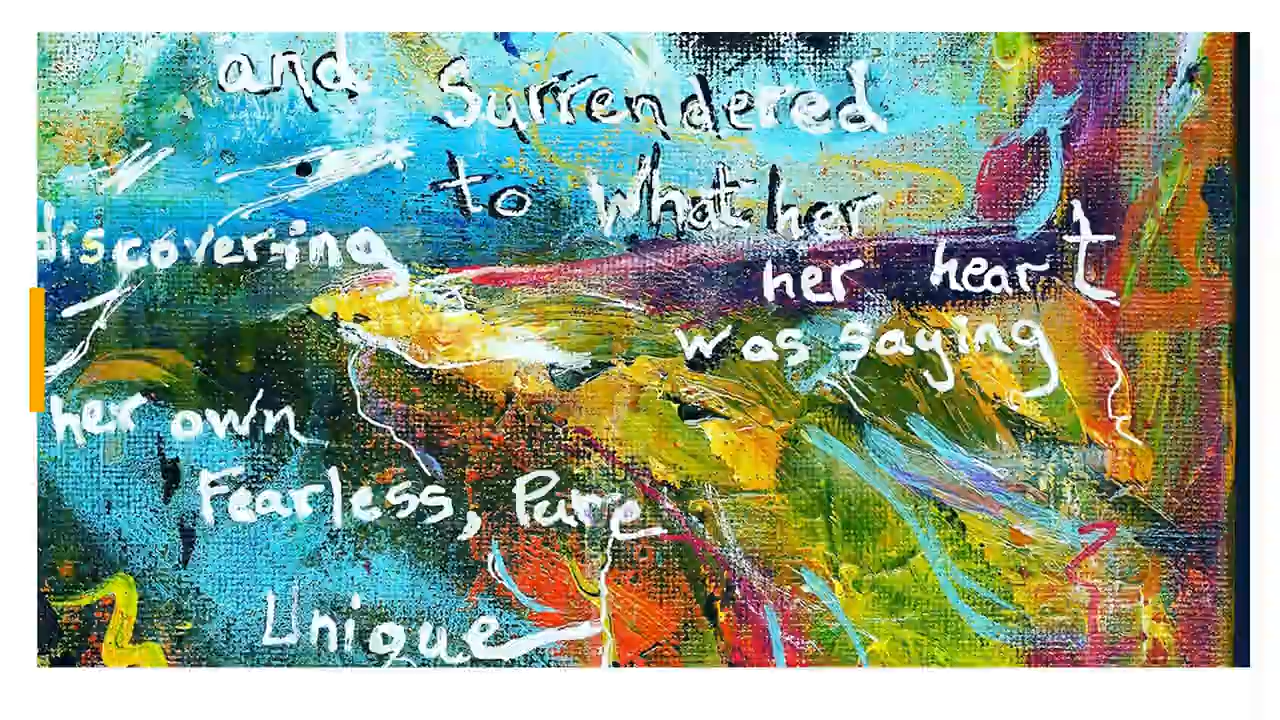 and
Surrendered
to What her
discovering
her heart
was saying
her own
Fearless, Pure
Unique